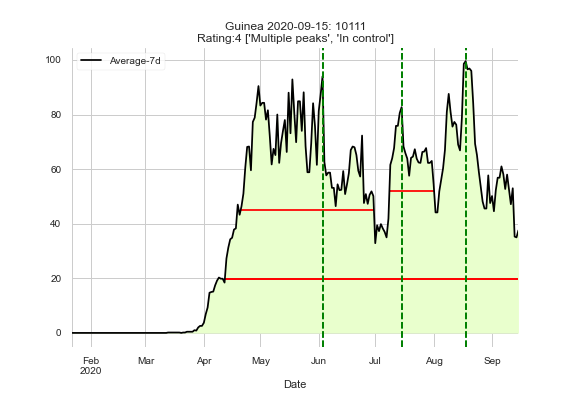 Guinea 2020-09-15: 10111
Rating:4 ['Multiple peaks', 'In control']
Average-7d
100
80
60
40
20
0
Feb
2020
Mar
Apr
May
Jun
Jul
Aug
Sep
Date